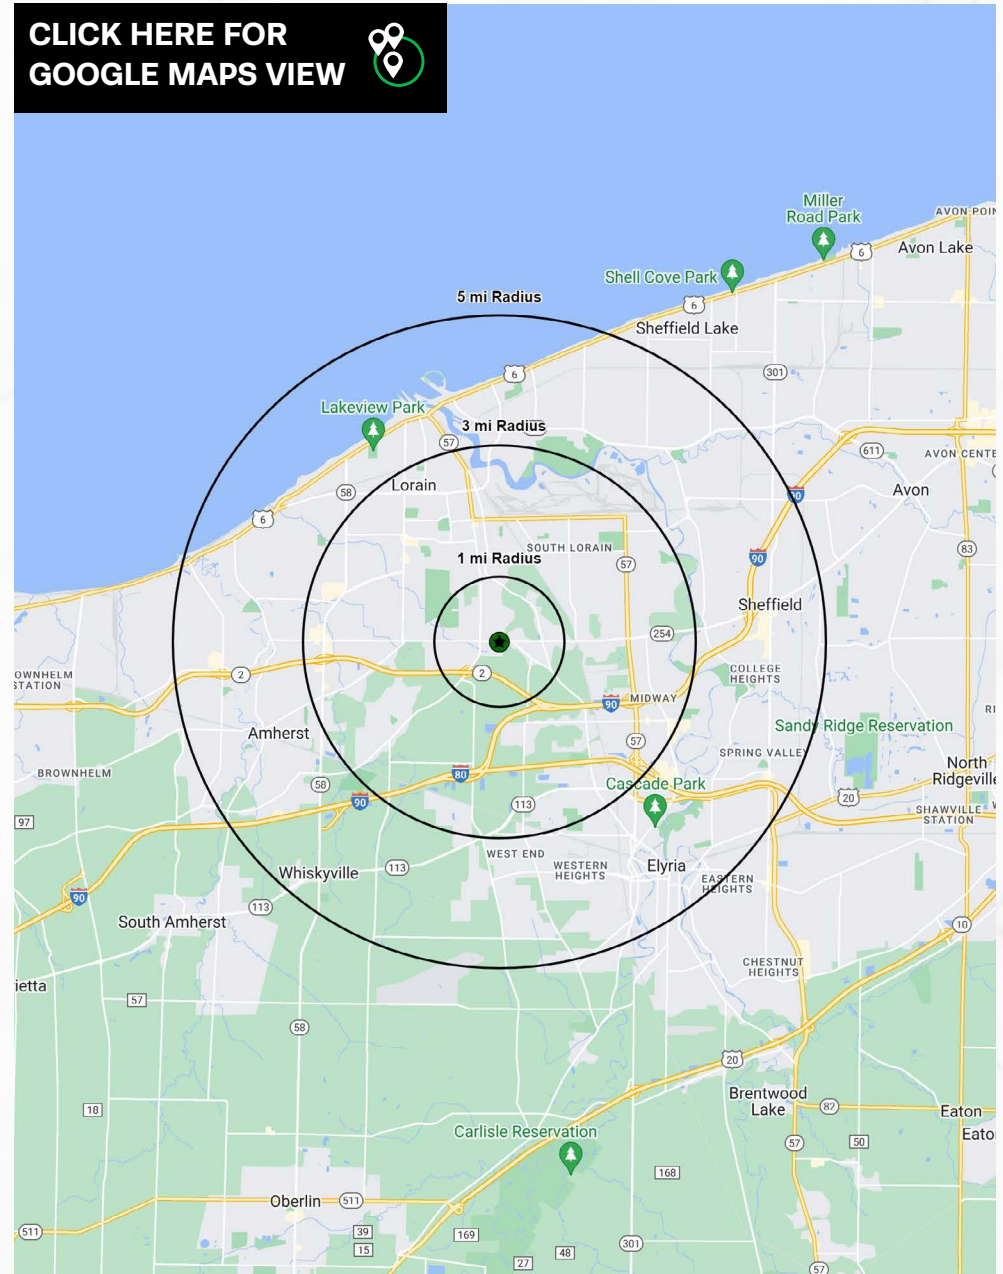 CLICK HERE FOR
GOOGLE MAPS VIEW
Miller
Road Park
AVON POIN
6
Avon Lake
Shell Cove Park
5 mi Radius
6
Sheffield Lake
6
301
Lakeview Park
3 mi Radius
57
611
AVON CENTE
58
Lorain
90
Avon
6
SOUTH LORAIN
83
1 mi Radius
57
90
Sheffield
254
2
2
OWNHELM
STATION
COLLEGE
HEIGHTS
MIDWAY
90
RI
Sandy Ridge Reservation
Amherst
57
SPRING VALLEY
BROWNHELM
80
North
Ridgeville
58
Cascade Park
90
113
20
SHAWVILLE
STATION
97
WEST END
WESTERN
HEIGHTS
Elyria
Whiskyville
113
EASTERN
HEIGHTS
90
113
South Amherst
10
CHESTNUT
HEIGHTS
ietta
57
58
20
Brentwood
Lake
18
82
Eaton
Carlisle Reservation
Eato
57
50
168
Oberlin
511
511
39
169
15
301
48
27
57